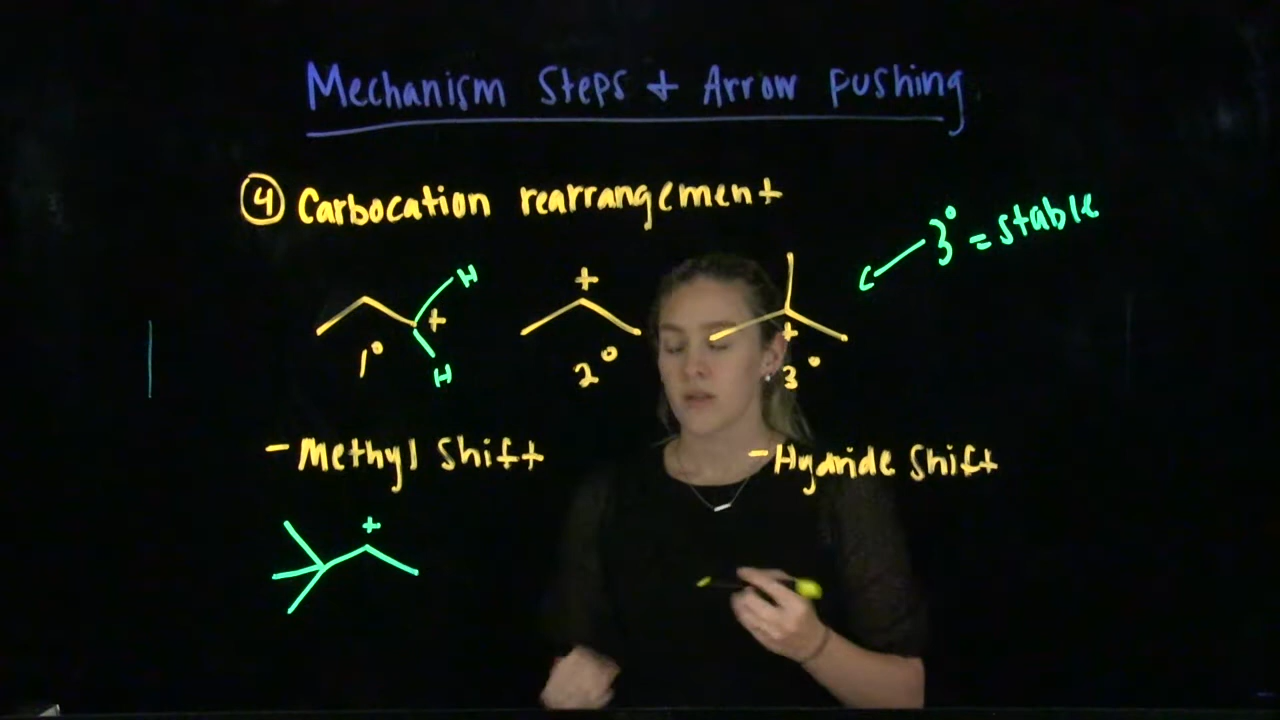 Mechanism Steps + Arrow pushing
④ Carbocation rearrangement
C 3° = stable
H + H 1°
+ 2°
+ 3°
- Methyl Shift
- Hydride Shift
+